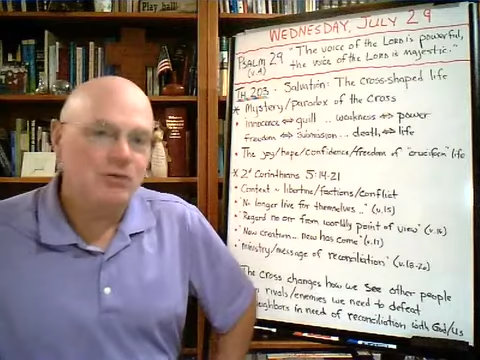 Play ball!
WEDNESDAY, JULY 29
PSALM 29 "The voice of the LORD is powerful,
(v.4) the voice of the LORD is majestic."
Salvation: The cross-shaped life
* Mystery/paradox of the Cross
• Innocence ⇔ guilt .. weakness ⇔ power
freedom ⇔ submission... death ⇔ life
• The joy/hope/confidence/freedom of "cruciform" life
* 2nd Corinthians 5:14-21
• Context ~ libertine/factions/conflict
• "No longer live for themselves.." (v.15)
• "Regard no one from worldly point of view" (v.16)
• "New creation... new has come" (v.17)
• "ministry/message of reconciliation" (v.18-20)
The cross changes how we see other people
rivals/enemies we need to defeat
neighbors in need of reconciliation with God/us